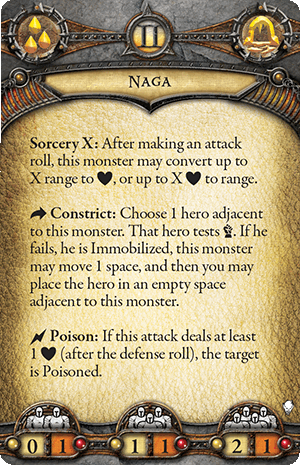 II
NAGA
Sorcery X: After making an attack
roll, this monster may convert up to
X range to ♥, or up to X ♥ to range.
Constrict: Choose 1 hero adjacent
to this monster. That hero tests . If he
fails, he is Immobilized, this monster
may move 1 space, and then you may
place the hero in an empty space
adjacent to this monster.
Poison: If this attack deals at least
1 ♥ (after the defense roll), the target
is Poisoned.
0 1 1 1 2 1